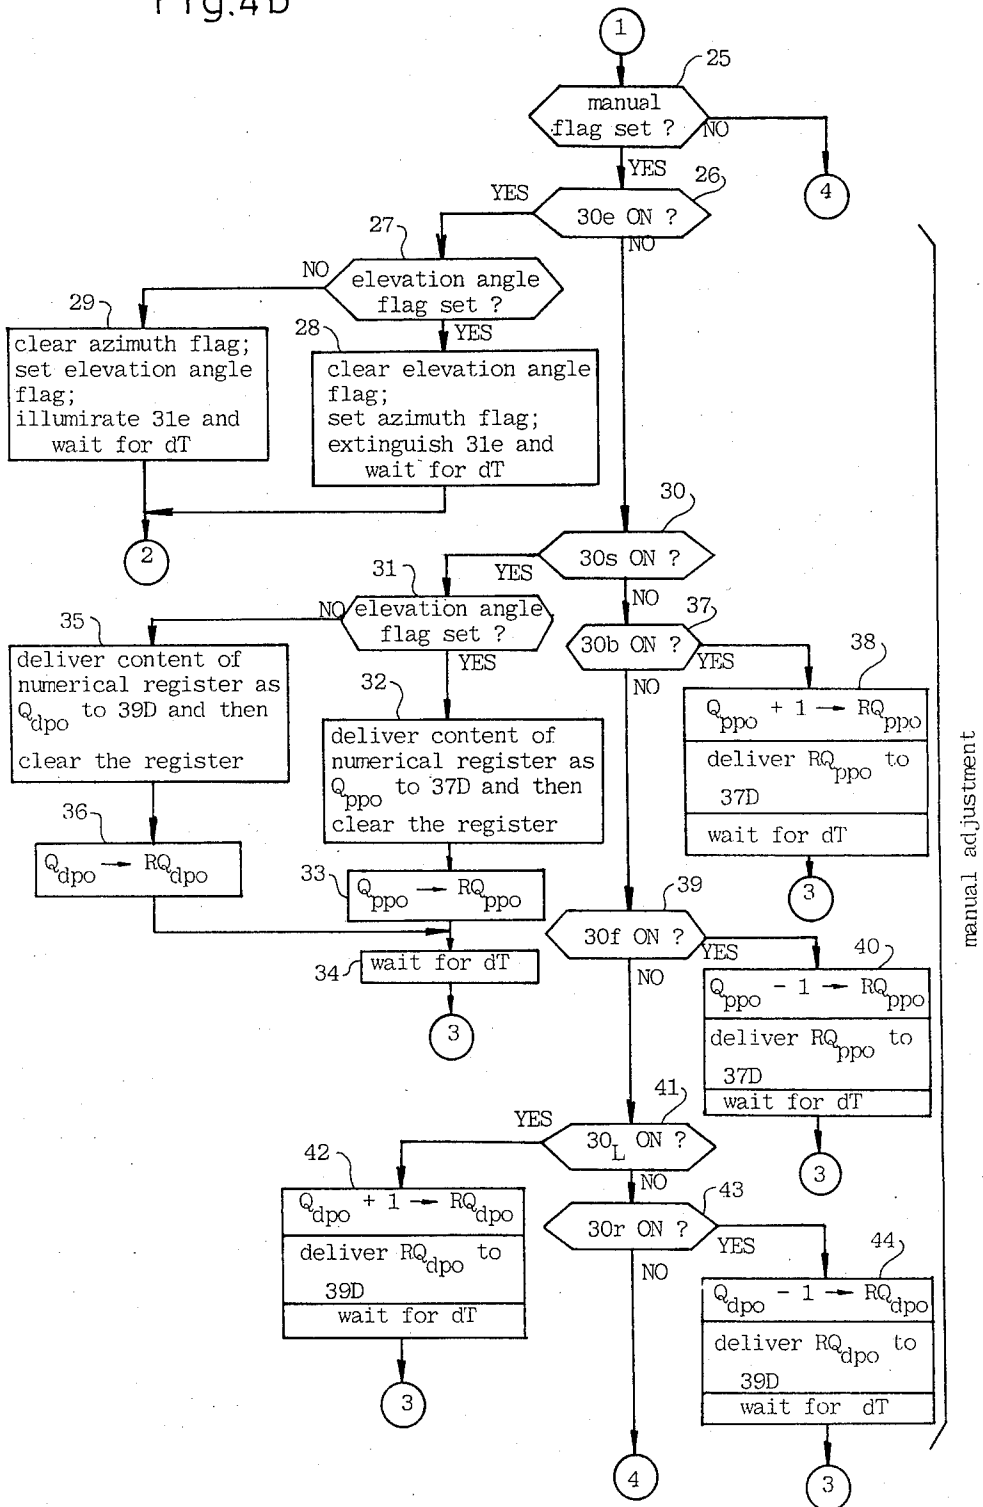 Fig.4b
1
25
manual
flag set ?
NO
YES
4
26
YES
30e ON ?
NO
27
NO
elevation angle
flag set ?
YES
29
clear azimuth flag;
set elevation angle
flag;
illumirate 31e and
wait for dT
28
clear elevation angle
flag;
set azimuth flag;
extinguish 31e and
wait for dT
2
30
30s ON ?
YES
NO
31
NO
elevation angle
flag set ?
YES
35
deliver content of
numerical register as
Qdpo to 39D and then
clear the register
36
Qdpo → RQdpo
32
deliver content of
numerical register as
Qppo to 37D and then
clear the register
33
Qppo → RQppo
34
wait for dT
3
37
30b ON ?
YES
NO
38
Qppo + 1 → RQppo
deliver RQppo to
37D
wait for dT
3
39
30f ON ?
YES
NO
40
Qppo - 1 → RQppo
deliver RQppo to
37D
wait for dT
3
41
YES
30L ON ?
NO
42
Qdpo + 1 → RQdpo
deliver RQdpo to
39D
wait for dT
3
43
30r ON ?
YES
NO
44
Qdpo - 1 → RQdpo
deliver RQdpo to
39D
wait for dT
3
4
manual adjustment